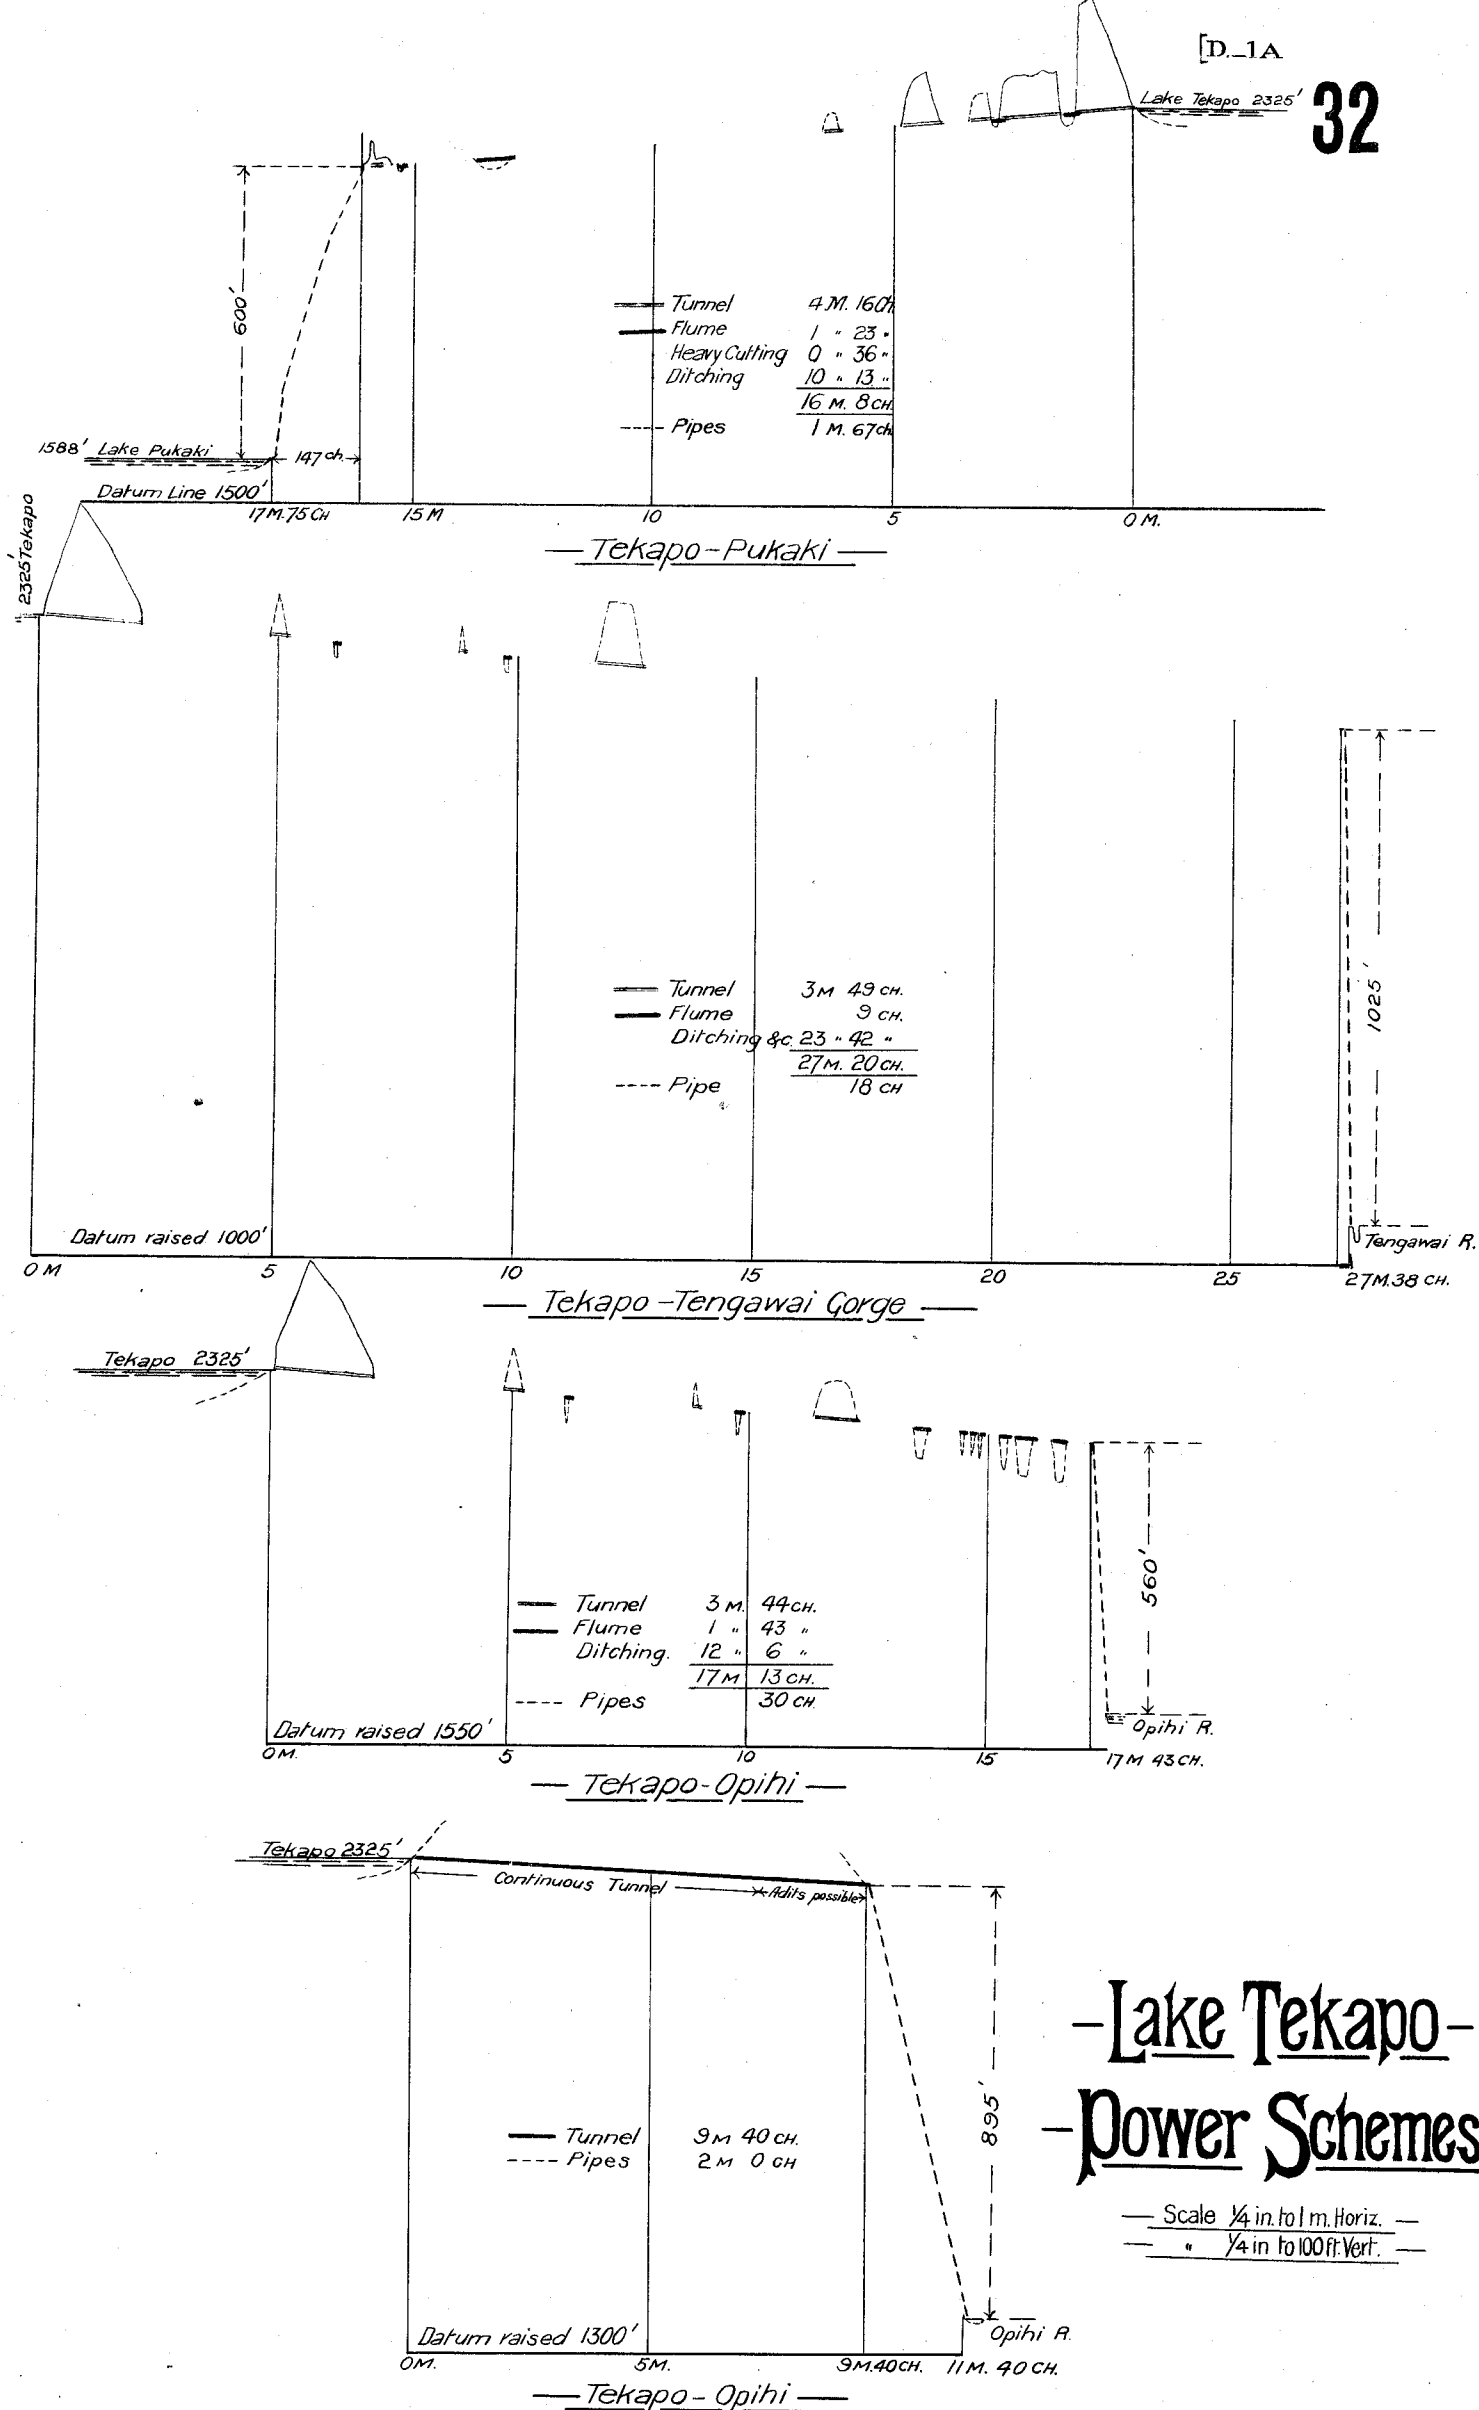 [D.—1A
32
Lake Tekapo 2325'
600'
Tunnel 4 M. 16 Ch
Flume 1 " 23 "
Heavy Cutting 0 " 36 "
Ditching 10 " 13 "
16 M. 8 CH.
Pipes 1 M. 67 ch
1588' Lake Pukaki
147 ch.
Datum Line 1500'
17 M. 75 CH 15 M 10 5 0 M.
— Tekapo-Pukaki —
2325' Tekapo
Tunnel 3 M 49 CH.
Flume 9 CH.
Ditching &c. 23 " 42 "
27 M. 20 CH.
Pipe 18 CH
1025'
Tengawai R.
Datum raised 1000'
0 M 5 10 15 20 25 27 M. 38 CH.
— Tekapo-Tengawai Gorge —
Tekapo 2325'
560'
Tunnel 3 M. 44 CH.
Flume 1 " 43 "
Ditching. 12 " 6 "
17 M 13 CH.
Pipes 30 CH.
Opihi R.
Datum raised 1550'
0 M. 5 10 15 17 M 43 CH.
— Tekapo-Opihi —
Tekapo 2325'
Continuous Tunnel
Adits possible
895'
Tunnel 9 M 40 CH.
Pipes 2 M 0 CH
Opihi R.
Datum raised 1300'
0 M. 5 M. 9 M. 40 CH. 11 M. 40 CH.
— Tekapo-Opihi —
-Lake Tekapo-
-Power Schemes
— Scale ¼ in. to 1 m. Horiz. —
— " ¼ in to 100 ft. Vert. —